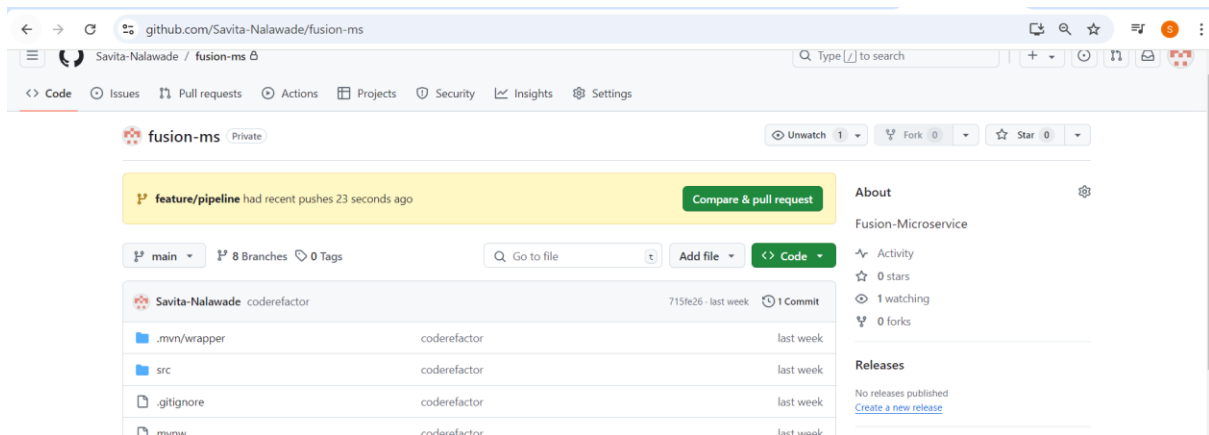 github.com/Savita-Nalawade/fusion-ms
S
Savita-Nalawade / fusion-ms
Type / to search
<> Code Issues Pull requests Actions Projects Security Insights Settings
fusion-ms Private
Unwatch 1 Fork 0 Star 0
feature/pipeline had recent pushes 23 seconds ago
Compare & pull request
main 8 Branches 0 Tags
Go to file t
Add file
<> Code
Savita-Nalawade coderefactor 715fe26 · last week 1 Commit
.mvn/wrapper coderefactor last week
src coderefactor last week
.gitignore coderefactor last week
mvnw coderefactor last week
About
Fusion-Microservice
Activity
0 stars
1 watching
0 forks
Releases
No releases published
Create a new release